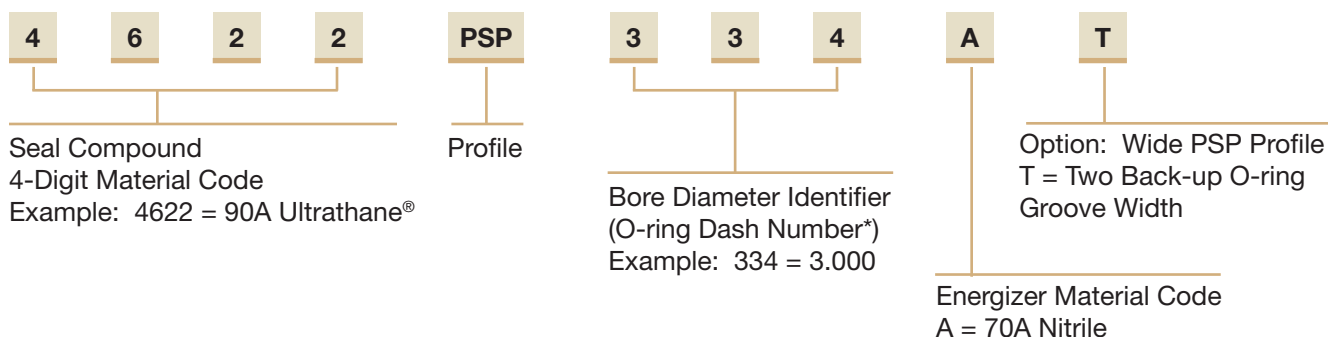 4 6 2 2 PSP 3 3 4 A T
Seal Compound
4-Digit Material Code
Example: 4622 = 90A Ultrathane®
Profile
Bore Diameter Identifier
(O-ring Dash Number*)
Example: 334 = 3.000
Option: Wide PSP Profile
T = Two Back-up O-ring
Groove Width
Energizer Material Code
A = 70A Nitrile